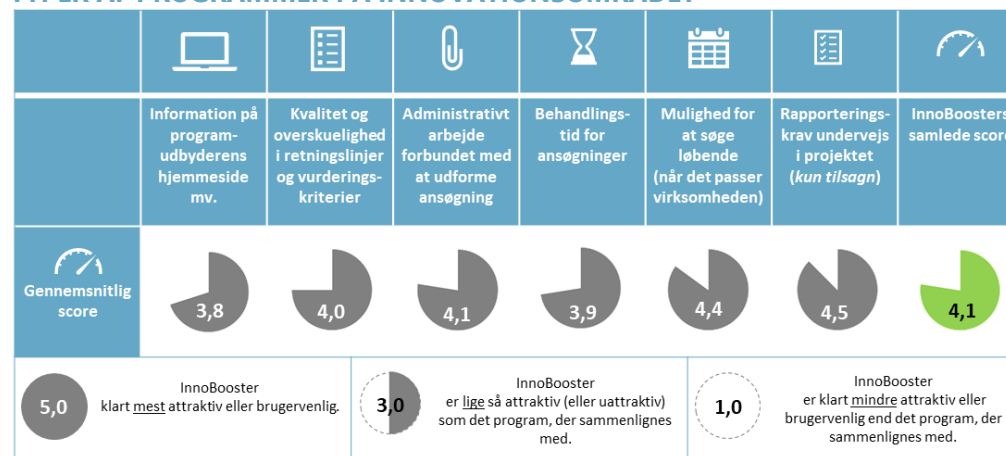 Information på
program-
udbyderens
hjemmeside
mv.
Kvalitet og
overskuelighed
i retningslinjer
og vurderings-
kriterier
Administrativt
arbejde
forbundet med
at udforme
ansøgning
Behandlings-
tid for
ansøgninger
Mulighed for
at søge
løbende
(når det passer
virksomheden)
Rapporterings-
krav undervejs
i projektet
(kun tilsagn)
InnoBoosters
samlede score
Gennemsnitlig
score
3,8
4,0
4,1
3,9
4,4
4,5
4,1
5,0
InnoBooster
klart mest attraktiv eller brugervenlig.
3,0
InnoBooster
er lige så attraktiv (eller uattraktiv)
som det program, der sammenlignes
med.
1,0
InnoBooster
er klart mindre attraktiv eller
brugervenlig end det program, der
sammenlignes med.